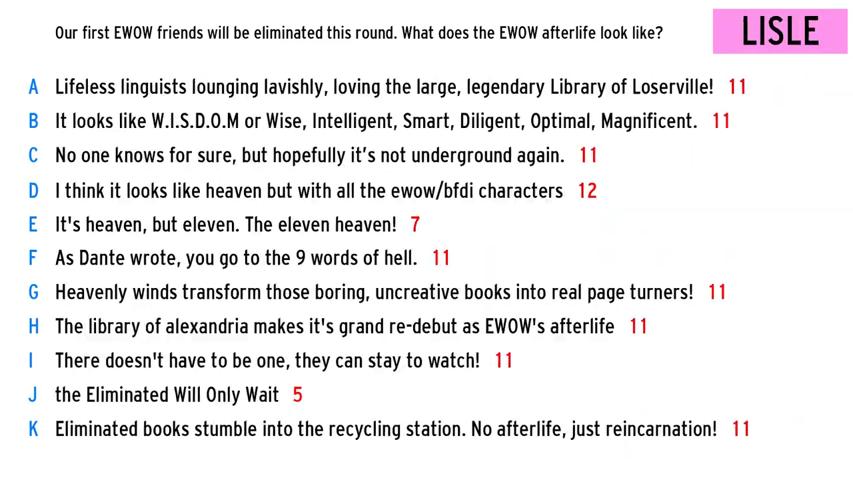 Our first EWOW friends will be eliminated this round. What does the EWOW afterlife look like?
LISLE
A Lifeless linguists lounging lavishly, loving the large, legendary Library of Loserville! 11
B It looks like W.I.S.D.O.M or Wise, Intelligent, Smart, Diligent, Optimal, Magnificent. 11
C No one knows for sure, but hopefully it’s not underground again. 11
D I think it looks like heaven but with all the ewow/bfdi characters 12
E It's heaven, but eleven. The eleven heaven! 7
F As Dante wrote, you go to the 9 words of hell. 11
G Heavenly winds transform those boring, uncreative books into real page turners! 11
H The library of alexandria makes it's grand re-debut as EWOW's afterlife 11
I There doesn't have to be one, they can stay to watch! 11
J the Eliminated Will Only Wait 5
K Eliminated books stumble into the recycling station. No afterlife, just reincarnation! 11